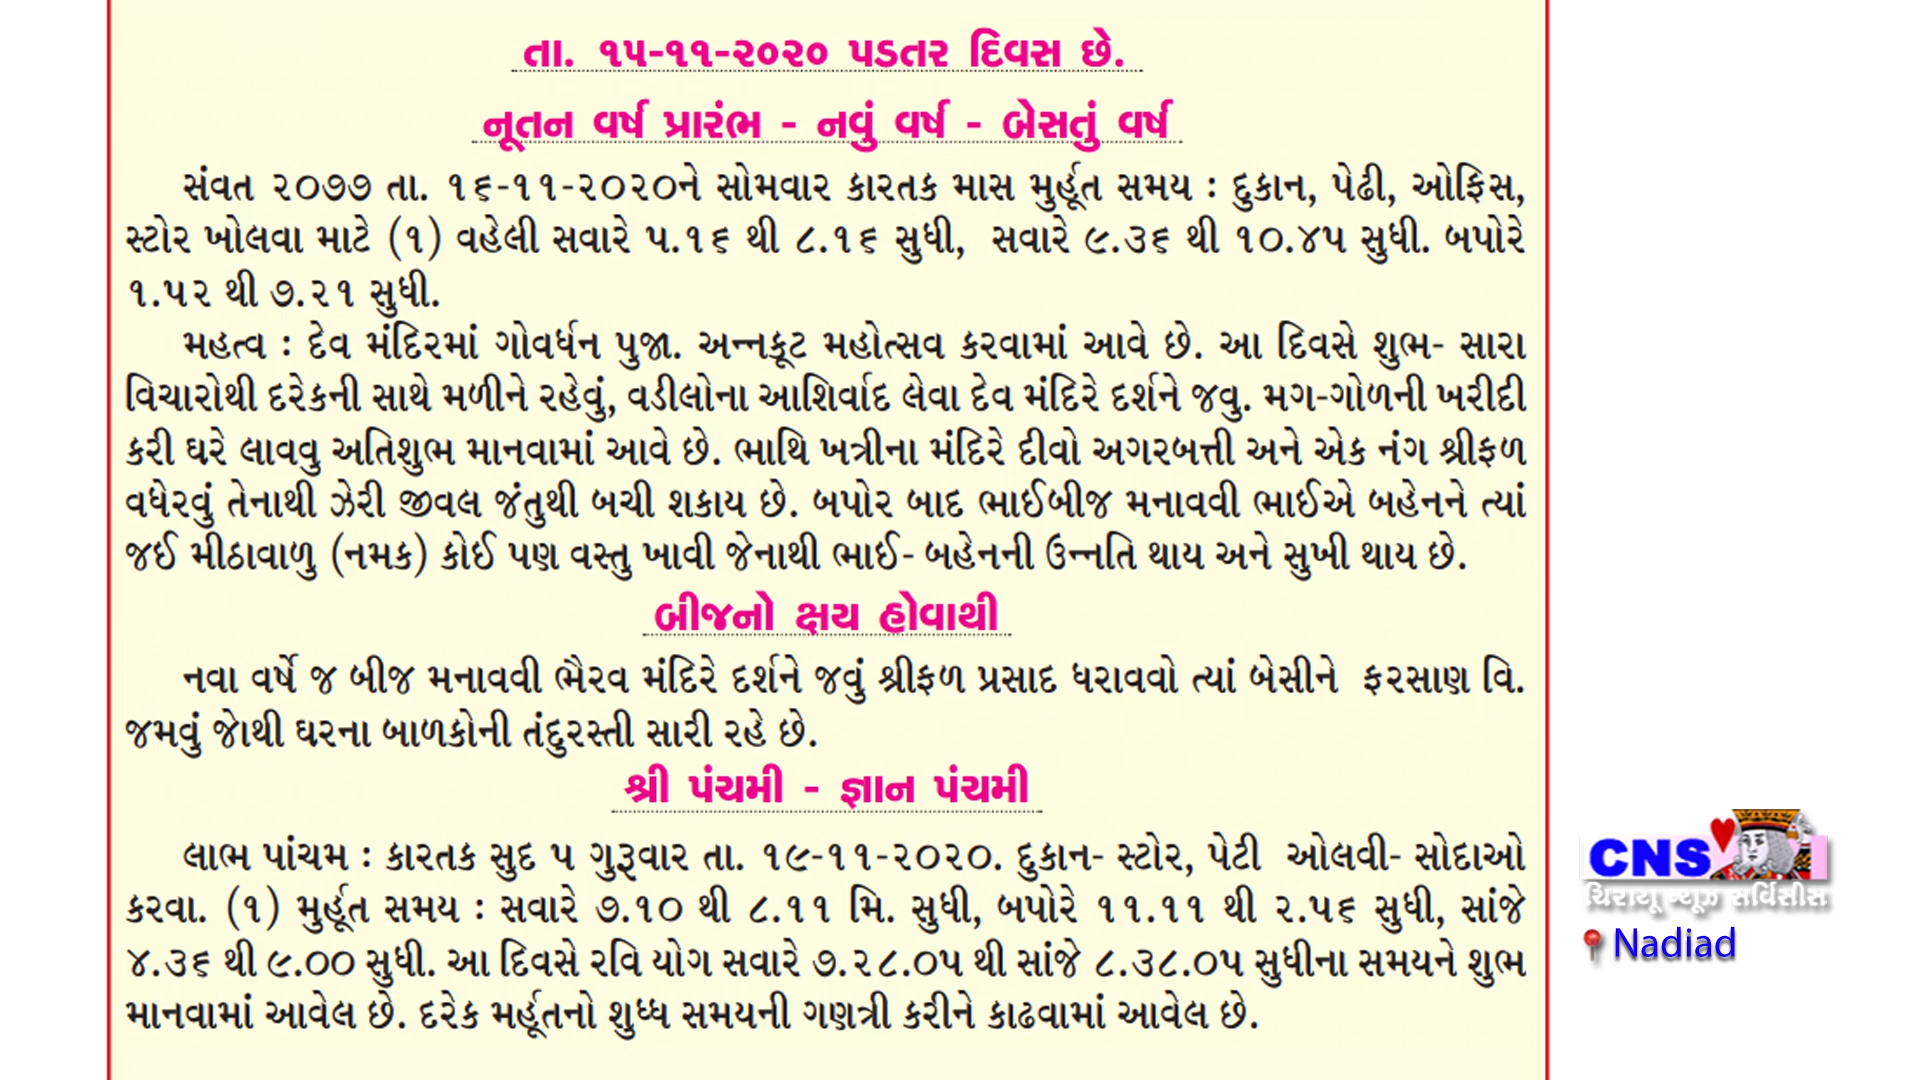 તા. ૧૫-૧૧-૨૦૨૦ પડતર દિવસ છે.
નૂતન વર્ષ પ્રારંભ - નવું વર્ષ - બેસતું વર્ષ
સંવત ૨૦૭૭ તા. ૧૬-૧૧-૨૦૨૦ને સોમવાર કારતક માસ મુર્હૂત સમય : દુકાન, પેઢી, ઓફિસ,
સ્ટોર ખોલવા માટે (૧) વહેલી સવારે ૫.૧૬ થી ૮.૧૬ સુધી, સવારે ૯.૩૬ થી ૧૦.૪૫ સુધી. બપોરે
૧.૫૨ થી ૭.૨૧ સુધી.
મહત્વ : દેવ મંદિરમાં ગોવર્ધન પુજા. અન્નકૂટ મહોત્સવ કરવામાં આવે છે. આ દિવસે શુભ- સારા
વિચારોથી દરેકની સાથે મળીને રહેવું, વડીલોના આશિર્વાદ લેવા દેવ મંદિરે દર્શને જવુ. મગ-ગોળની ખરીદી
કરી ઘરે લાવવુ અતિશુભ માનવામાં આવે છે. ભાથિ ખત્રીના મંદિરે દીવો અગરબત્તી અને એક નંગ શ્રીફળ
વધેરવું તેનાથી ઝેરી જીવલ જંતુથી બચી શકાય છે. બપોર બાદ ભાઈબીજ મનાવવી ભાઈએ બહેનને ત્યાં
જઈ મીઠાવાળુ (નમક) કોઈ પણ વસ્તુ ખાવી જેનાથી ભાઈ- બહેનની ઉન્નતિ થાય અને સુખી થાય છે.
બીજનો ક્ષય હોવાથી
નવા વર્ષે જ બીજ મનાવવી ભૈરવ મંદિરે દર્શને જવું શ્રીફળ પ્રસાદ ધરાવવો ત્યાં બેસીને ફરસાણ વિ.
જમવું જેાથી ઘરના બાળકોની તંદુરસ્તી સારી રહે છે.
શ્રી પંચમી - જ્ઞાન પંચમી
લાભ પાંચમ : કારતક સુદ ૫ ગુરૂવાર તા. ૧૯-૧૧-૨૦૨૦. દુકાન- સ્ટોર, પેટી ઓલવી- સોદાઓ
કરવા. (૧) મુર્હૂત સમય : સવારે ૭.૧૦ થી ૮.૧૧ મિ. સુધી, બપોરે ૧૧.૧૧ થી ૨.૫૬ સુધી, સાંજે
૪.૩૬ થી ૯.૦૦ સુધી. આ દિવસે રવિ યોગ સવારે ૭.૨૮.૦૫ થી સાંજે ૮.૩૮.૦૫ સુધીના સમયને શુભ
માનવામાં આવેલ છે. દરેક મર્હૂતનો શુધ્ધ સમયની ગણત્રી કરીને કાઢવામાં આવેલ છે.
CNS
ચિરાયૂ ન્યૂઝ સર્વિસીસ
Nadiad